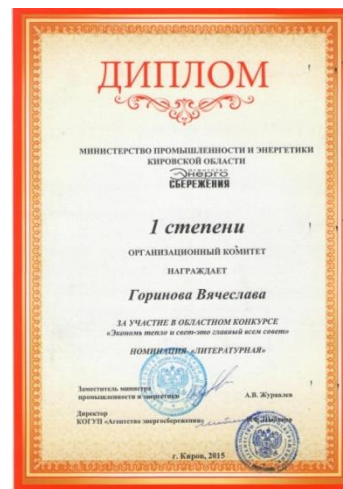 ДИПЛОМ
МИНИСТЕРСТВО ПРОМЫШЛЕННОСТИ И ЭНЕРГЕТИКИ
КИРОВСКОЙ ОБЛАСТИ
Энерго
СБЕРЕЖЕНИЯ
1 степени
ОРГАНИЗАЦИОННЫЙ КОМИТЕТ
НАГРАЖДАЕТ
Горинова Вячеслава
ЗА УЧАСТИЕ В ОБЛАСТНОМ КОНКУРСЕ
«Экономь тепло и свет-это главный всем совет»
НОМИНАЦИЯ «ЛИТЕРАТУРНАЯ»
Заместитель министра
промышленности и энергетики А.В. Журавлев
Директор
КОГУП «Агентство энергосбережения»
г. Киров, 2015